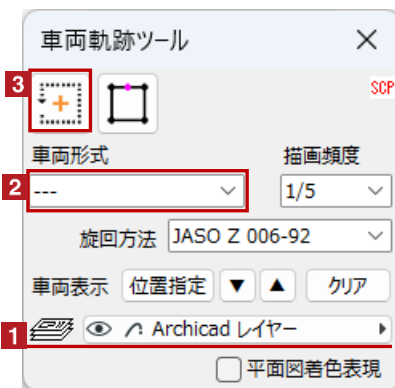 車両軌跡ツール
3
SCP
車両形式 描画頻度
2 --- 1/5
旋回方法 JASO Z 006-92
車両表示 位置指定 ▼ ▲ クリア
1 Archicad レイヤー
平面図着色表現